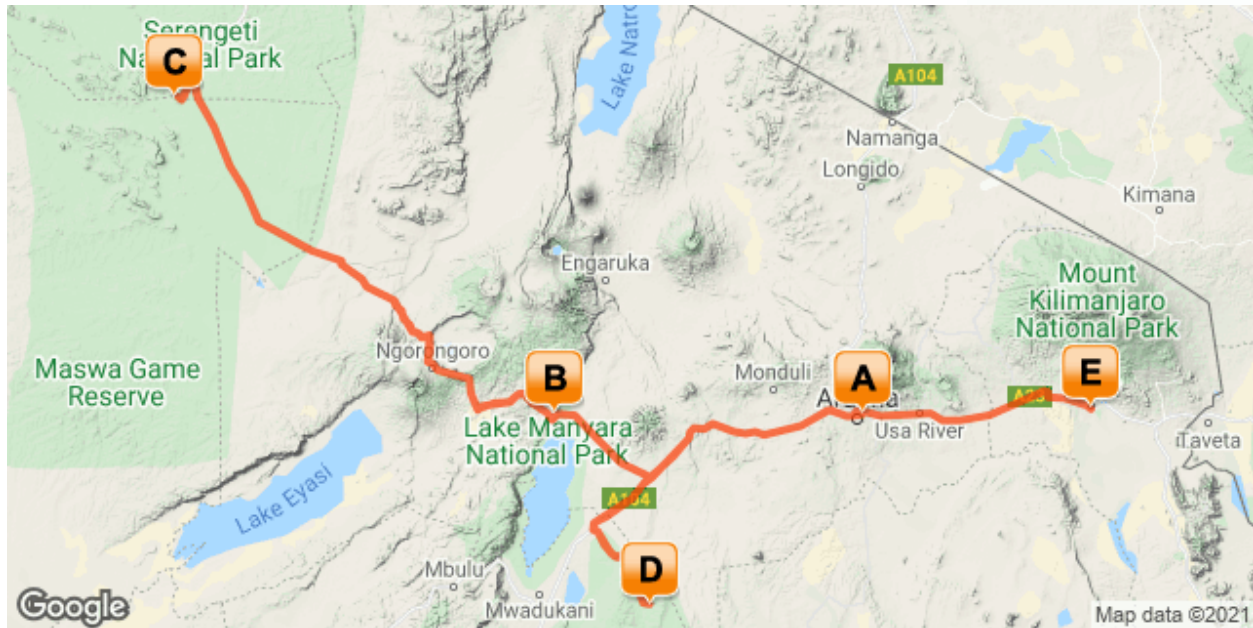 Serengeti
National Park
C
Lake Natro
A104
Namanga
Longido
Kimana
Engaruka
Mount
Kilimanjaro
National Park
Ngorongoro
Maswa Game
Reserve
B
Monduli
A
E
Usa River
Lake Manyara
National Park
Taveta
Lake Eyasi
A104
D
Mbulu
Mwadukani
Google
Map data ©2021